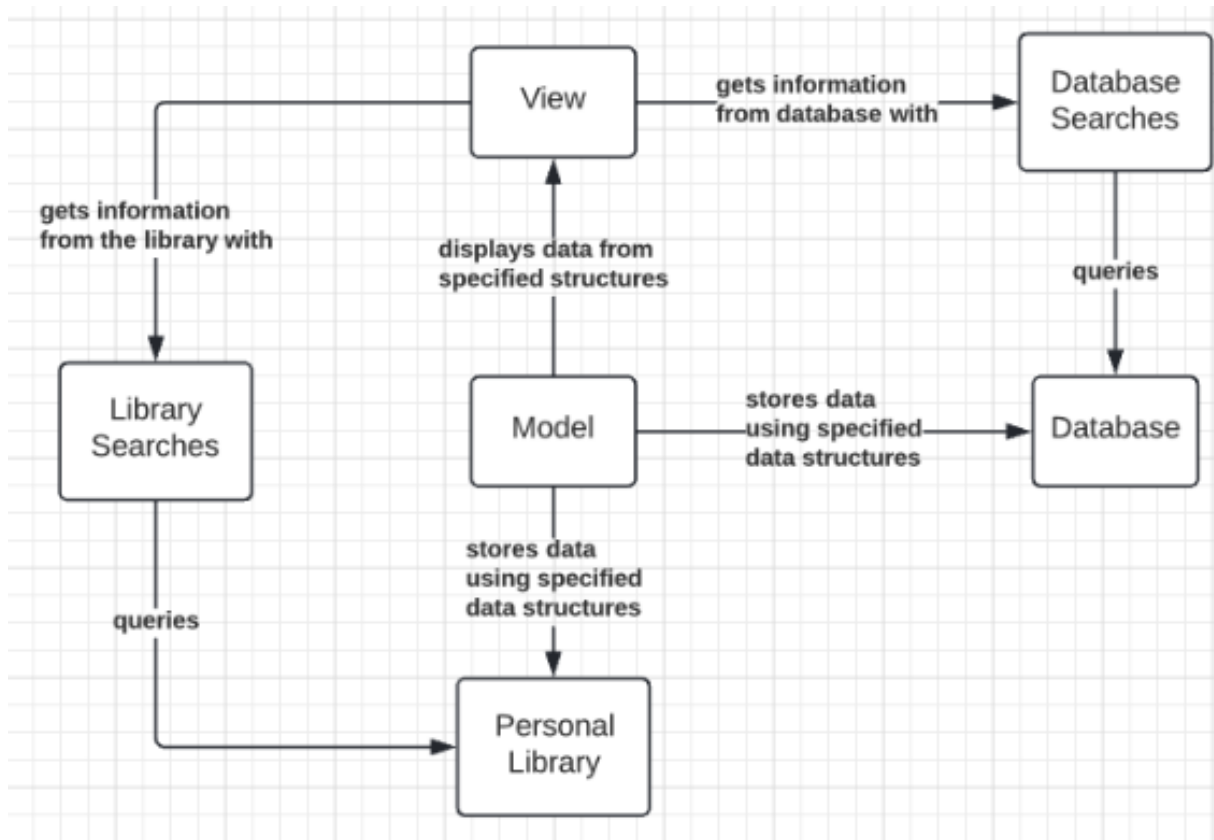 View
gets information
from database with
Database
Searches
gets information
from the library with
displays data from
specified structures
queries
Library
Searches
Model
stores data
using specified
data structures
Database
stores data
using specified
data structures
queries
Personal
Library